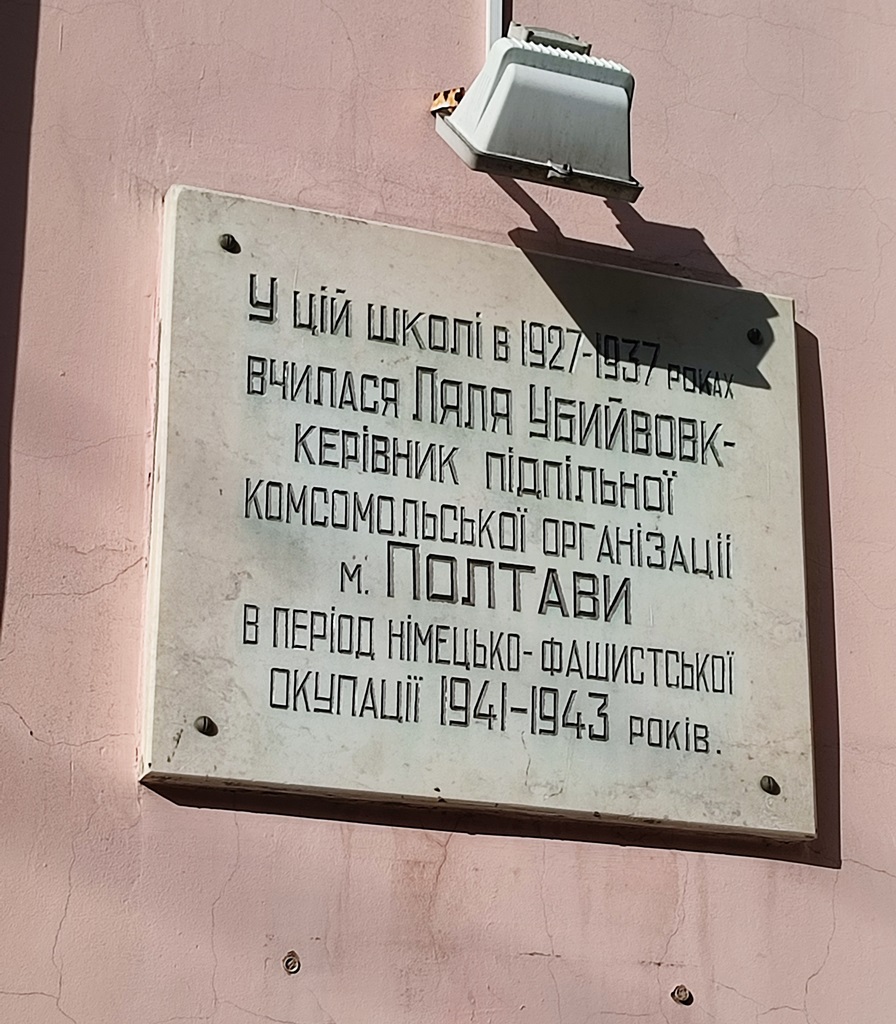 У цій школі в 1927-1937 роках
вчилася Ляля Убийвовк-
керівник підпільної
комсомольської організації
м. Полтави
в період німецько-фашистської
окупації 1941-1943 років.